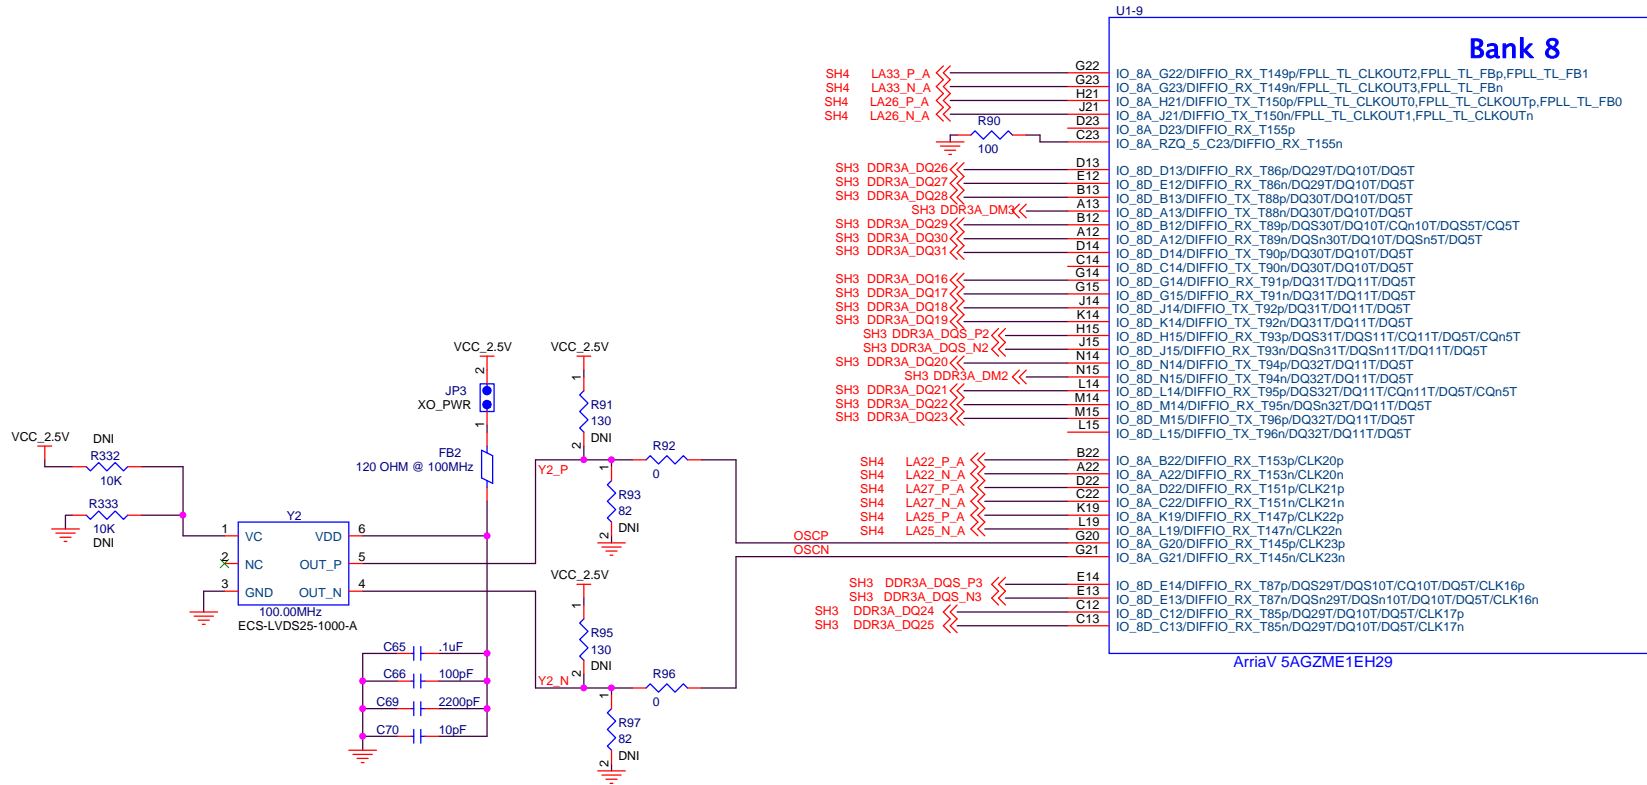 U1-9
Bank 8
SH4 LA33_P_A G22 IO_8A_G22/DIFFIO_RX_T149p/FPLL_TL_CLKOUT2,FPLL_TL_FBp,FPLL_TL_FB1
SH4 LA33_N_A G23 IO_8A_G23/DIFFIO_RX_T149n/FPLL_TL_CLKOUT3,FPLL_TL_FBn
SH4 LA26_P_A H21 IO_8A_H21/DIFFIO_TX_T150p/FPLL_TL_CLKOUT0,FPLL_TL_CLKOUTp,FPLL_TL_FB0
SH4 LA26_N_A J21 IO_8A_J21/DIFFIO_TX_T150n/FPLL_TL_CLKOUT1,FPLL_TL_CLKOUTn
D23 IO_8A_D23/DIFFIO_RX_T155p
R90
100
C23 IO_8A_RZQ_5_C23/DIFFIO_RX_T155n
SH3 DDR3A_DQ26 D13 IO_8D_D13/DIFFIO_RX_T86p/DQ29T/DQ10T/DQ5T
SH3 DDR3A_DQ27 E12 IO_8D_E12/DIFFIO_RX_T86n/DQ29T/DQ10T/DQ5T
SH3 DDR3A_DQ28 B13 IO_8D_B13/DIFFIO_TX_T88p/DQ30T/DQ10T/DQ5T
SH3 DDR3A_DM3 A13 IO_8D_A13/DIFFIO_TX_T88n/DQ30T/DQ10T/DQ5T
SH3 DDR3A_DQ29 B12 IO_8D_B12/DIFFIO_RX_T89p/DQS30T/DQ10T/CQn10T/DQS5T/CQ5T
SH3 DDR3A_DQ30 A12 IO_8D_A12/DIFFIO_RX_T89n/DQSn30T/DQ10T/DQSn5T/DQ5T
SH3 DDR3A_DQ31 D14 IO_8D_D14/DIFFIO_TX_T90p/DQ30T/DQ10T/DQ5T
C14 IO_8D_C14/DIFFIO_TX_T90n/DQ30T/DQ10T/DQ5T
SH3 DDR3A_DQ16 G14 IO_8D_G14/DIFFIO_RX_T91p/DQ31T/DQ11T/DQ5T
SH3 DDR3A_DQ17 G15 IO_8D_G15/DIFFIO_RX_T91n/DQ31T/DQ11T/DQ5T
SH3 DDR3A_DQ18 J14 IO_8D_J14/DIFFIO_TX_T92p/DQ31T/DQ11T/DQ5T
SH3 DDR3A_DQ19 K14 IO_8D_K14/DIFFIO_TX_T92n/DQ31T/DQ11T/DQ5T
SH3 DDR3A_DQS_P2 H15 IO_8D_H15/DIFFIO_RX_T93p/DQS31T/DQS11T/CQ11T/DQ5T/CQn5T
SH3 DDR3A_DQS_N2 J15 IO_8D_J15/DIFFIO_RX_T93n/DQSn31T/DQSn11T/DQ11T/DQ5T
SH3 DDR3A_DQ20 N14 IO_8D_N14/DIFFIO_TX_T94p/DQ32T/DQ11T/DQ5T
SH3 DDR3A_DM2 N15 IO_8D_N15/DIFFIO_TX_T94n/DQ32T/DQ11T/DQ5T
SH3 DDR3A_DQ21 L14 IO_8D_L14/DIFFIO_RX_T95p/DQS32T/DQ11T/CQn11T/DQ5T/CQn5T
SH3 DDR3A_DQ22 M14 IO_8D_M14/DIFFIO_RX_T95n/DQSn32T/DQ11T/DQ5T
SH3 DDR3A_DQ23 M15 IO_8D_M15/DIFFIO_TX_T96p/DQ32T/DQ11T/DQ5T
L15 IO_8D_L15/DIFFIO_TX_T96n/DQ32T/DQ11T/DQ5T
SH4 LA22_P_A B22 IO_8A_B22/DIFFIO_RX_T153p/CLK20p
SH4 LA22_N_A A22 IO_8A_A22/DIFFIO_RX_T153n/CLK20n
SH4 LA27_P_A D22 IO_8A_D22/DIFFIO_RX_T151p/CLK21p
SH4 LA27_N_A C22 IO_8A_C22/DIFFIO_RX_T151n/CLK21n
SH4 LA25_P_A K19 IO_8A_K19/DIFFIO_RX_T147p/CLK22p
SH4 LA25_N_A L19 IO_8A_L19/DIFFIO_RX_T147n/CLK22n
OSCP G20 IO_8A_G20/DIFFIO_RX_T145p/CLK23p
OSCN G21 IO_8A_G21/DIFFIO_RX_T145n/CLK23n
SH3 DDR3A_DQS_P3 E14 IO_8D_E14/DIFFIO_RX_T87p/DQS29T/DQS10T/CQ10T/DQ5T/CLK16p
SH3 DDR3A_DQS_N3 E13 IO_8D_E13/DIFFIO_RX_T87n/DQSn29T/DQSn10T/DQ10T/DQ5T/CLK16n
SH3 DDR3A_DQ24 C12 IO_8D_C12/DIFFIO_RX_T85p/DQ29T/DQ10T/DQ5T/CLK17p
SH3 DDR3A_DQ25 C13 IO_8D_C13/DIFFIO_RX_T85n/DQ29T/DQ10T/DQ5T/CLK17n
ArriaV 5AGZME1EH29
VCC_2.5V
2
JP3
XO_PWR
1
FB2
120 OHM @ 100MHz
VCC_2.5V
1
R91
130
2 DNI
Y2_P
R92
0
1
R93
82
DNI
2
VCC_2.5V
DNI
R332
10K
R333
10K
DNI
Y2
1 VC VDD 6
2 NC OUT_P 5
3 GND OUT_N 4
100.00MHz
ECS-LVDS25-1000-A
VCC_2.5V
1
R95
130
DNI
2
Y2_N
R96
0
1
R97
82
DNI
2
C65 .1uF
C66 100pF
C69 2200pF
C70 10pF